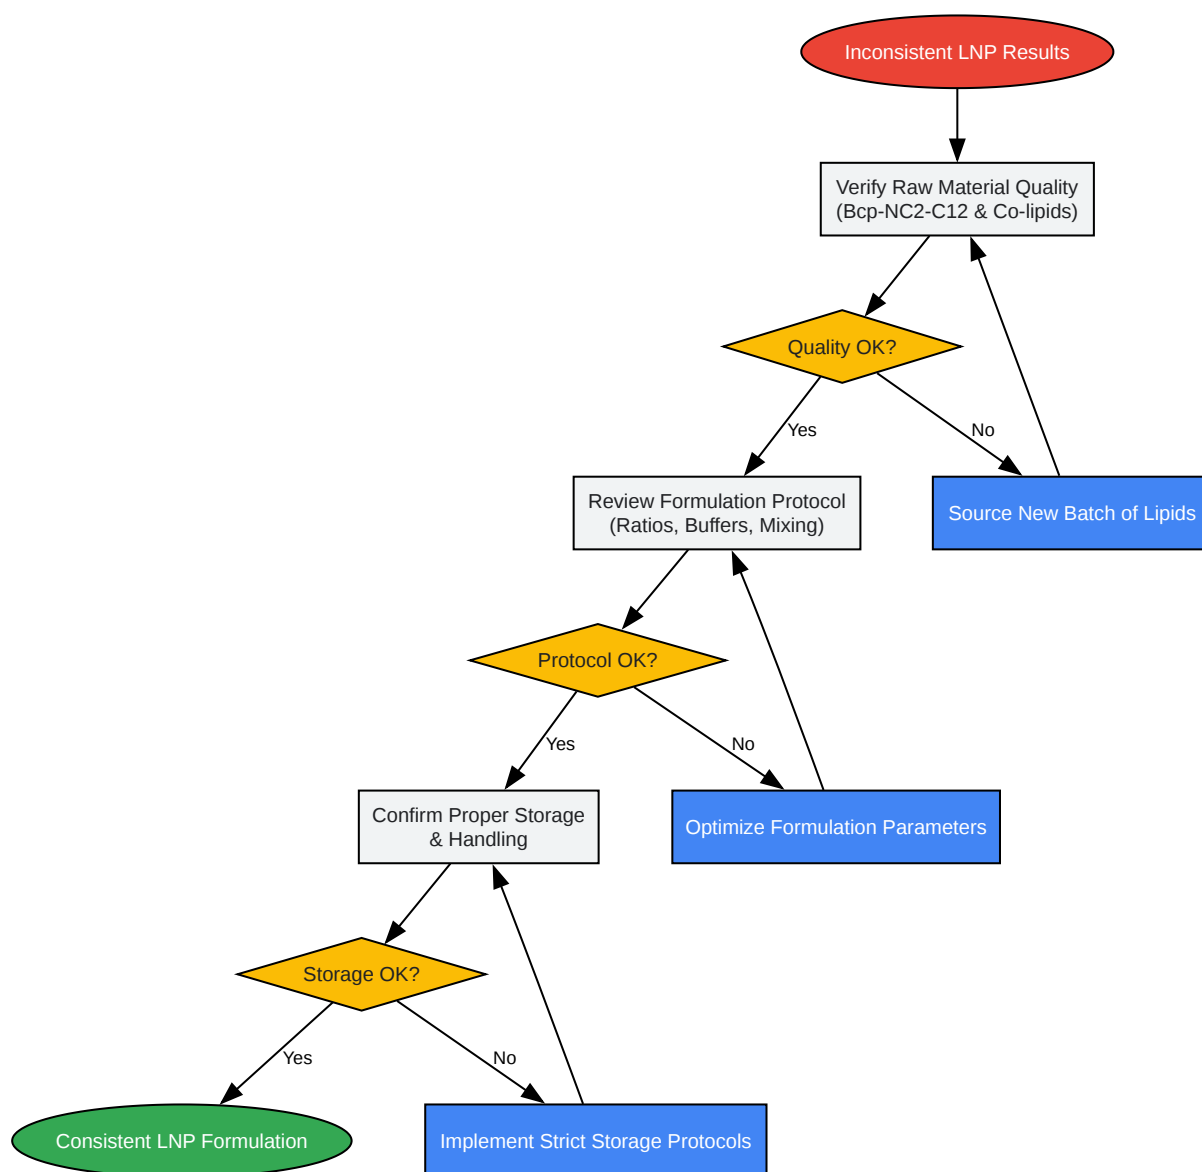 Inconsistent LNP Results
Verify Raw Material Quality
(Bcp-NC2-C12 & Co-lipids)
Quality OK?
Yes
No
Review Formulation Protocol
(Ratios, Buffers, Mixing)
Source New Batch of Lipids
Protocol OK?
Yes
No
Confirm Proper Storage
& Handling
Optimize Formulation Parameters
Storage OK?
Yes
No
Consistent LNP Formulation
Implement Strict Storage Protocols